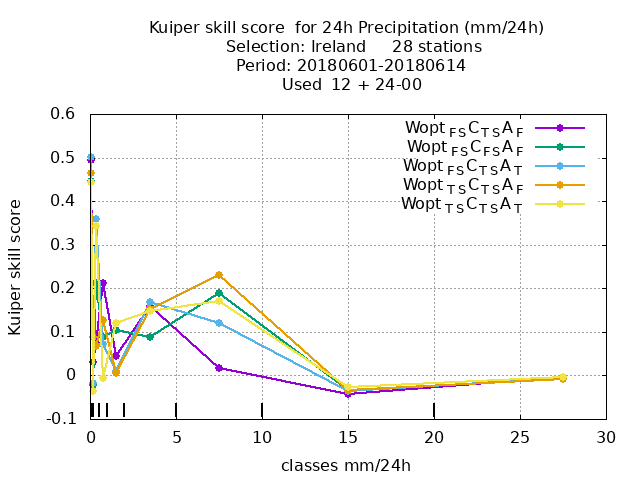 Kuiper skill score  for 24h Precipitation (mm/24h)
Selection: Ireland     28 stations
Period: 20180601-20180614
Used  12 + 24-00
Wopt FS C TS A F
Wopt FS C FS A F
Wopt FS C TS A T
Wopt TS C TS A F
Wopt TS C TS A T
0.6
0.5
0.4
0.3
0.2
0.1
0
-0.1
Kuiper skill score
0 5 10 15 20 25 30
classes mm/24h